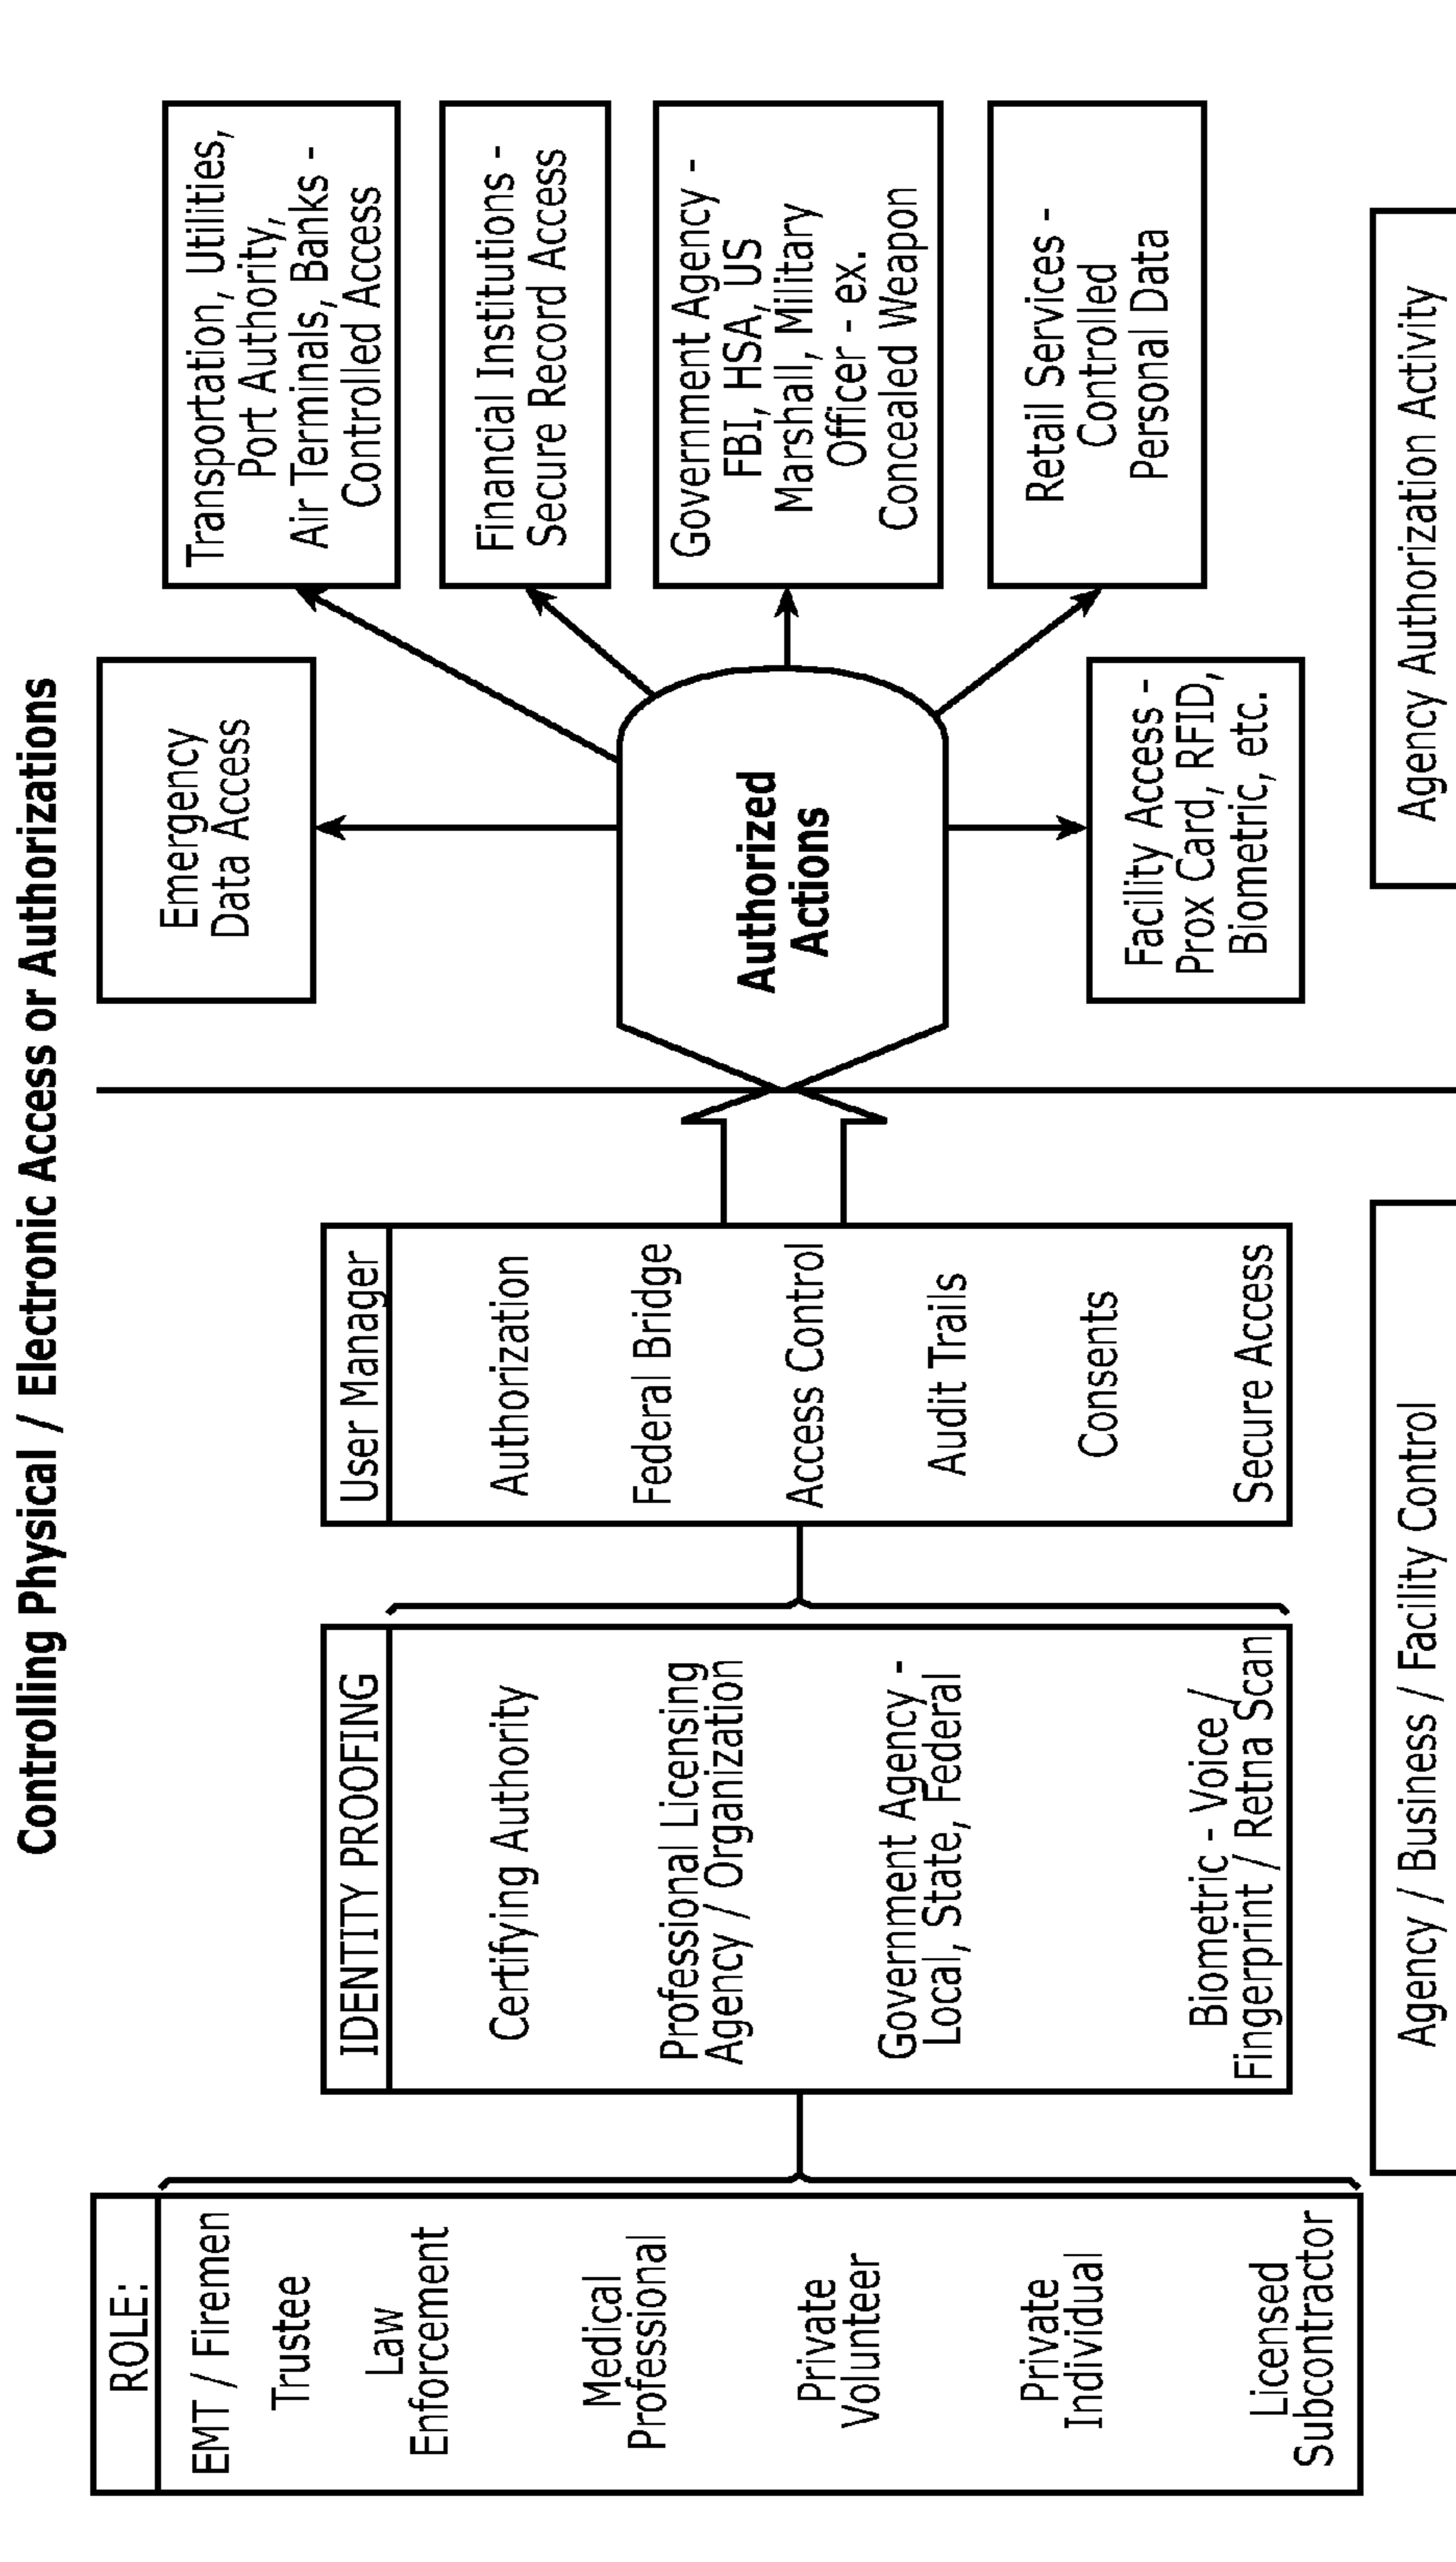 Controlling Physical / Electronic Access or Authorizations
ROLE:
EMT / Firemen
Trustee
Law
Enforcement
Medical
Professional
Private
Volunteer
Private
Individual
Licensed
Subcontractor
IDENTITY PROOFING
Certifying Authority
Professional Licensing
Agency / Organization
Government Agency -
Local, State, Federal
Biometric - Voice /
Fingerprint / Retna Scan
User Manager
Authorization
Federal Bridge
Access Control
Audit Trails
Consents
Secure Access
Authorized
Actions
Emergency
Data Access
Transportation, Utilities,
Port Authority,
Air Terminals, Banks -
Controlled Access
Financial Institutions -
Secure Record Access
Government Agency -
FBI, HSA, US
Marshall, Military
Officer - ex.
Concealed Weapon
Retail Services -
Controlled
Personal Data
Facility Access -
Prox Card, RFID,
Biometric, etc.
Agency / Business / Facility Control
Agency Authorization Activity